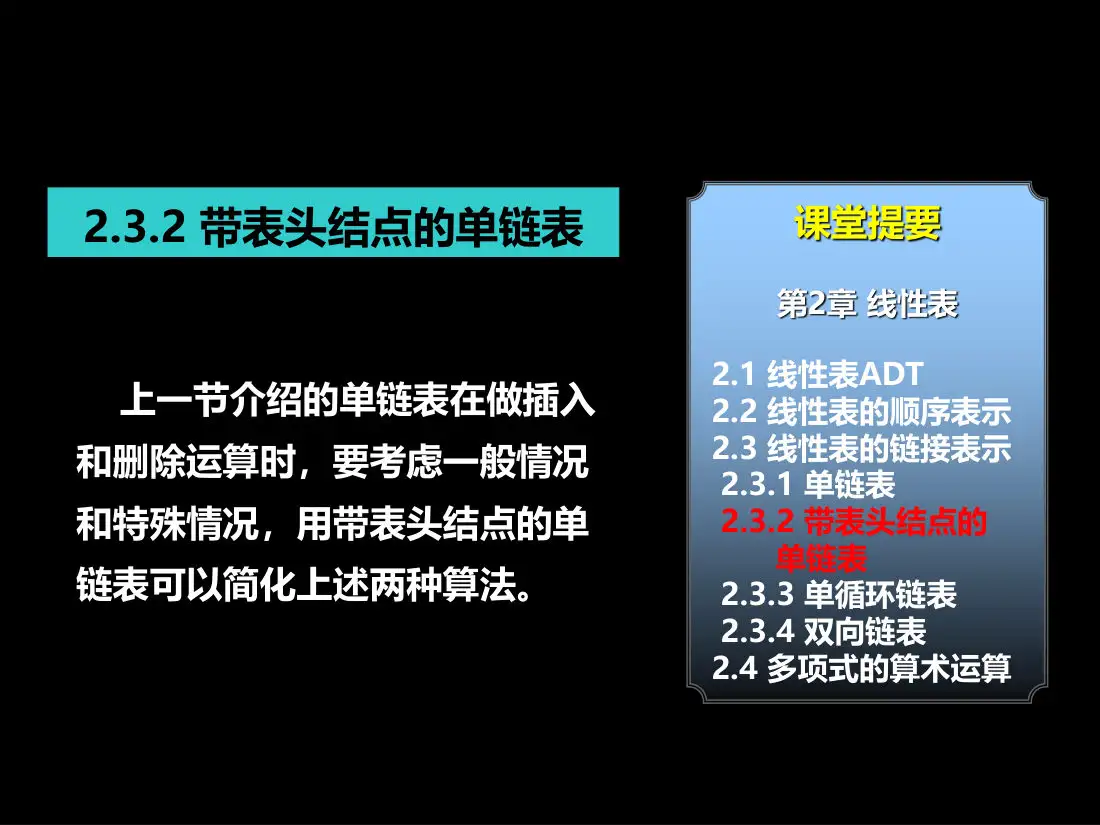 2.3.2 带表头结点的单链表
上一节介绍的单链表在做插入
和删除运算时，要考虑一般情况
和特殊情况，用带表头结点的单
链表可以简化上述两种算法。
课堂提要
第2章 线性表
2.1 线性表ADT
2.2 线性表的顺序表示
2.3 线性表的链接表示
2.3.1 单链表
2.3.2 带表头结点的
单链表
2.3.3 单循环链表
2.3.4 双向链表
2.4 多项式的算术运算